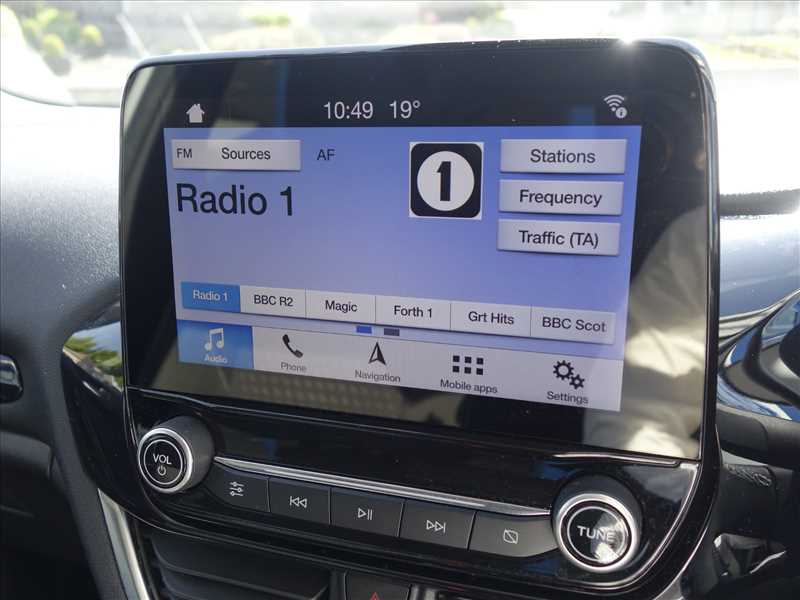 10:49 19°
FM Sources AF
1
Stations
Radio 1
Frequency
Traffic (TA)
Radio 1 BBC R2 Magic Forth 1 Grt Hits BBC Scot
Audio Phone Navigation Mobile apps Settings
VOL
TUNE